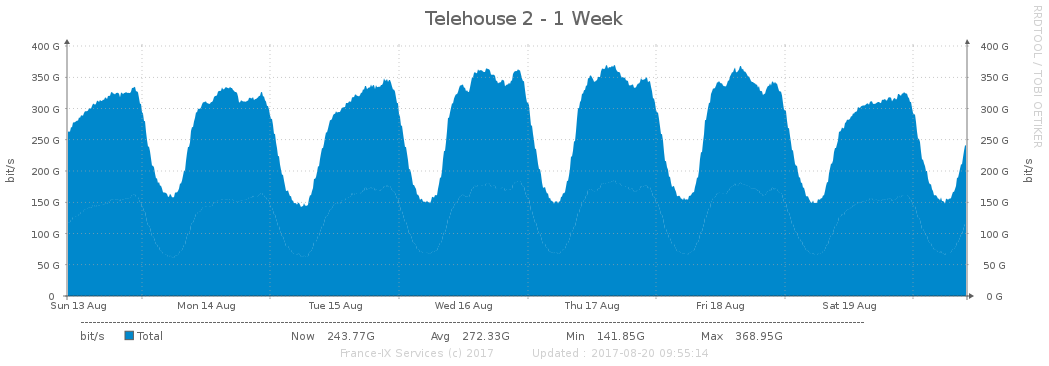 Telehouse 2 - 1 Week
RRDTOOL / TOBI OETIKER
400 G 400 G
350 G 350 G
300 G 300 G
250 G 250 G
200 G 200 G
150 G 150 G
100 G 100 G
50 G 50 G
0 0 G
bit/s bit/s
Sun 13 Aug Mon 14 Aug Tue 15 Aug Wed 16 Aug Thu 17 Aug Fri 18 Aug Sat 19 Aug
bit/s Total Now 243.77G Avg 272.33G Min 141.85G Max 368.95G
France-IX Services (c) 2017 Updated : 2017-08-20 09:55:14